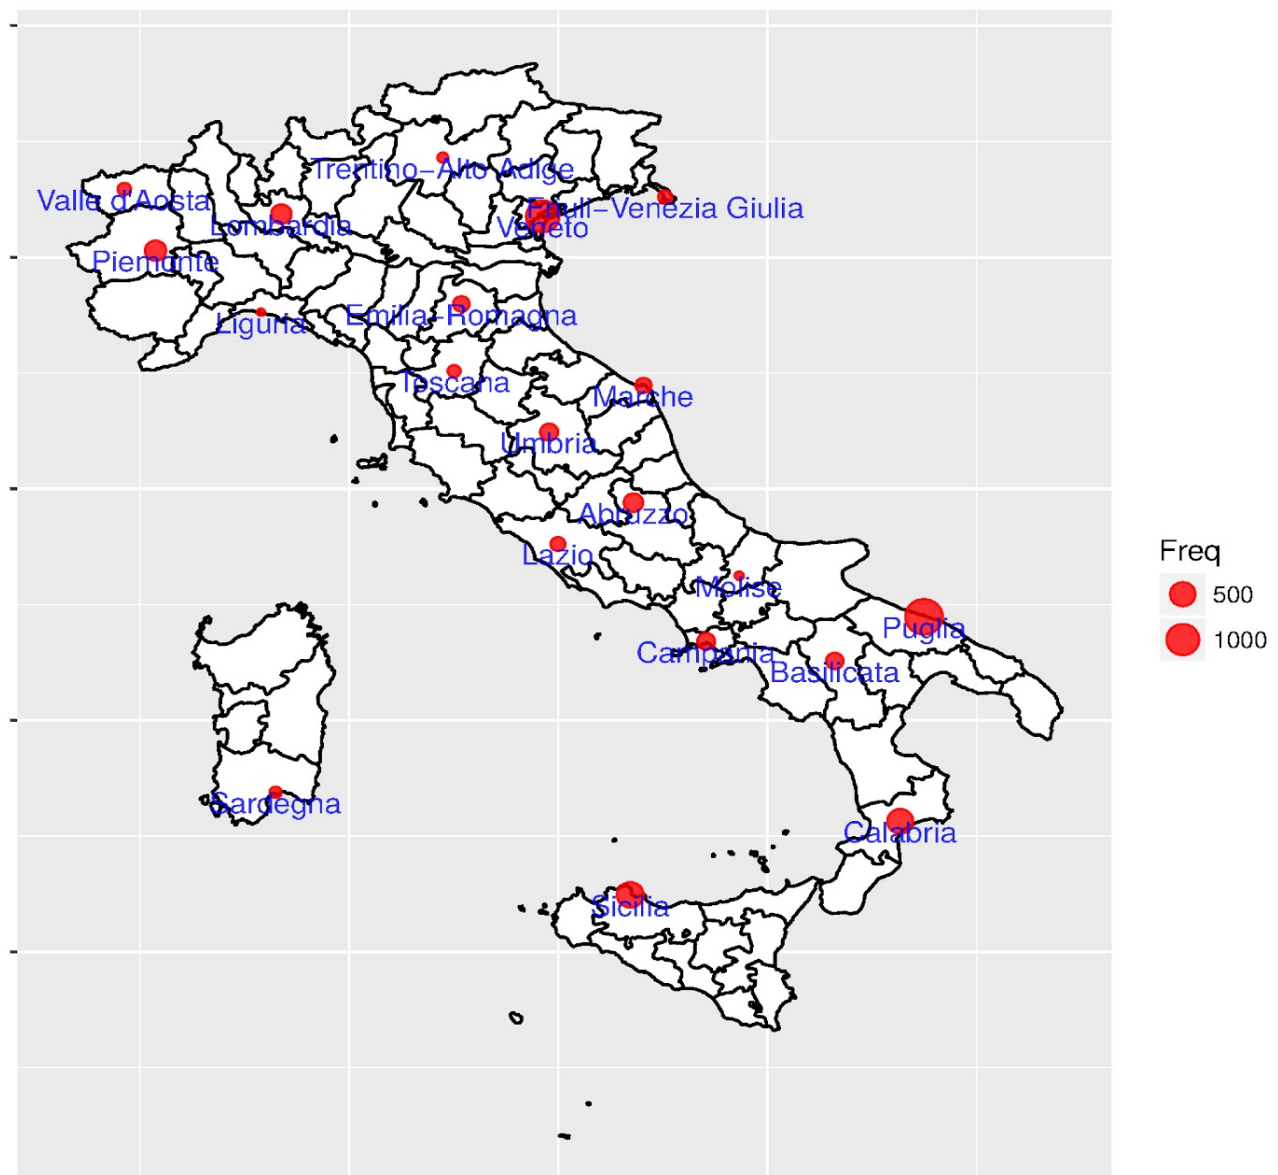 Trentino−Alto Adige
Valle d'Aosta
Friuli−Venezia Giulia
Lombardia
Veneto
Piemonte
Liguria
Emilia−Romagna
Toscana
Marche
Umbria
Abruzzo
Lazio
Molise
Puglia
Campania
Basilicata
Sardegna
Calabria
Sicilia
Freq
500
1000